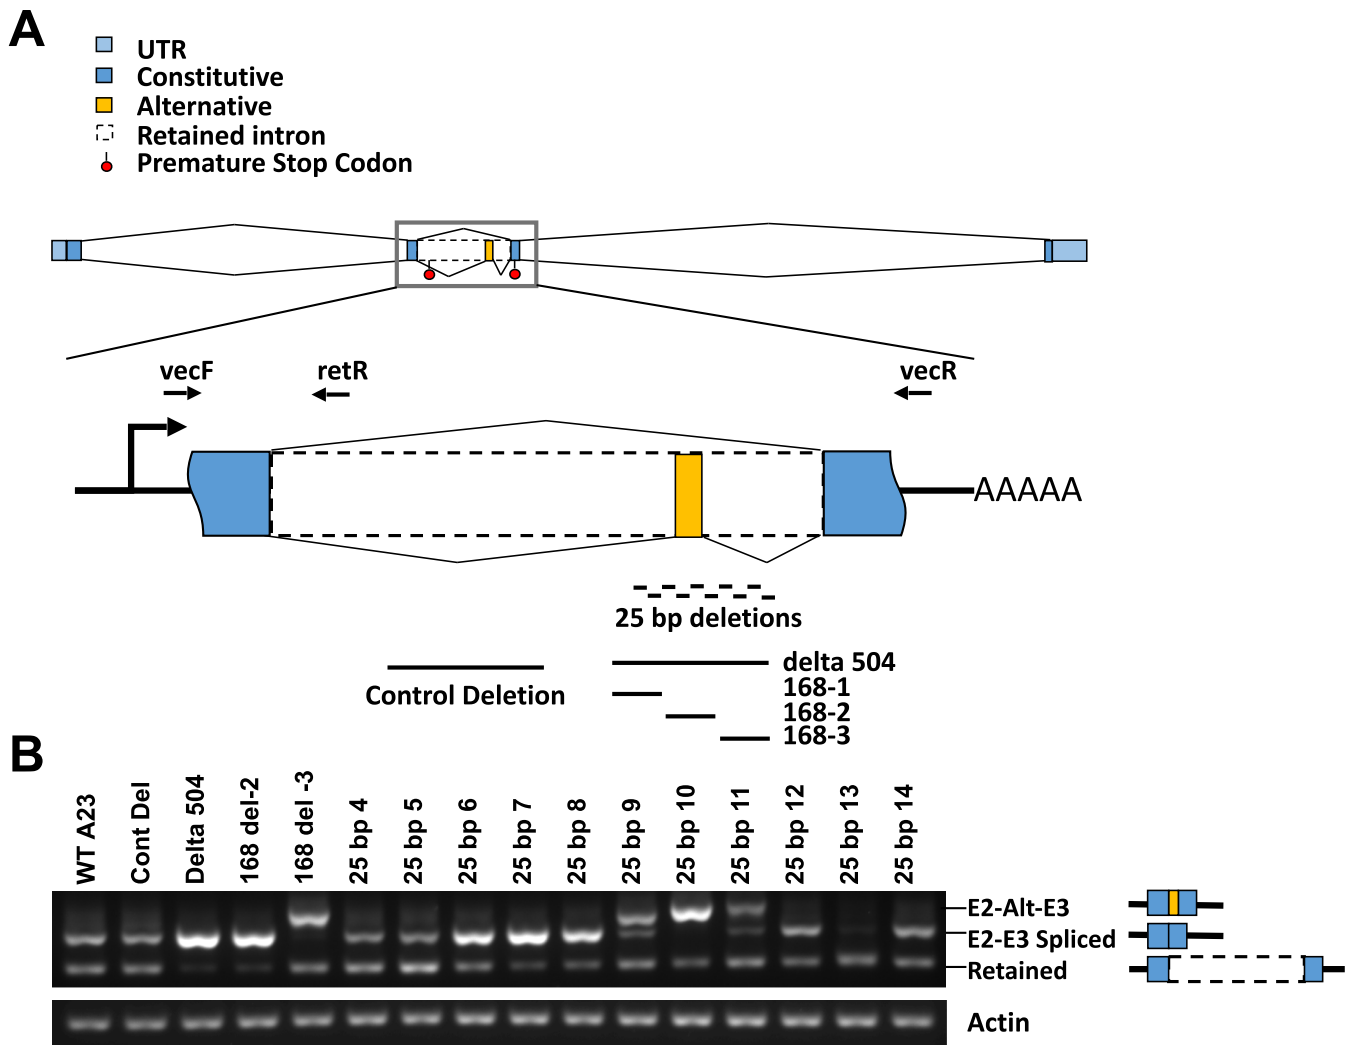 A
UTR
Constitutive
Alternative
Retained intron
Premature Stop Codon
vecF
retR
vecR
AAAAA
25 bp deletions
delta 504
Control Deletion
168-1
168-2
168-3
B
WT A23
Cont Del
Delta 504
168 del-2
168 del -3
25 bp 4
25 bp 5
25 bp 6
25 bp 7
25 bp 8
25 bp 9
25 bp 10
25 bp 11
25 bp 12
25 bp 13
25 bp 14
E2-Alt-E3
E2-E3 Spliced
Retained
Actin